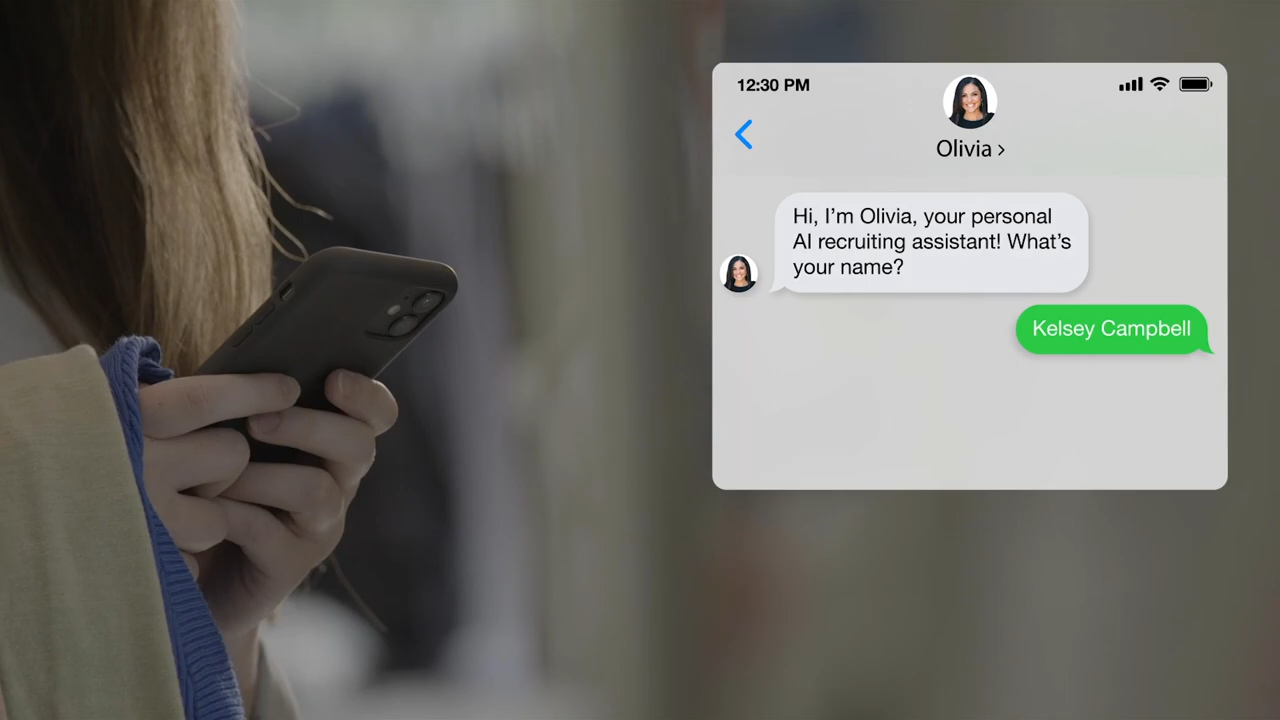 12:30 PM
Olivia >
Hi, I’m Olivia, your personal
AI recruiting assistant! What’s
your name?
Kelsey Campbell